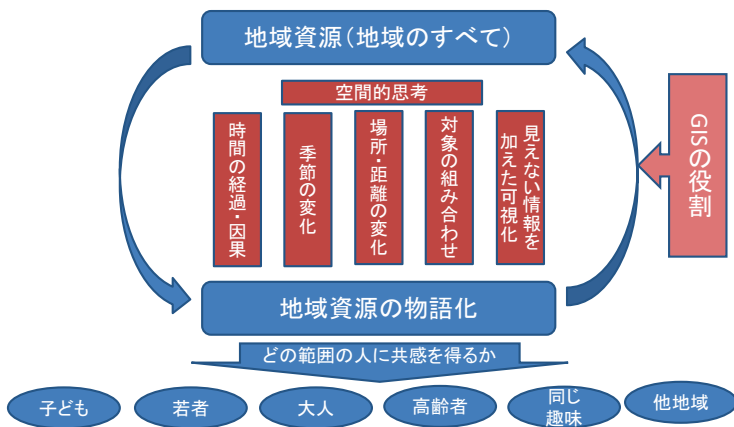 地域資源（地域のすべて）
空間的思考
時間の経過・因果
季節の変化
場所・距離の変化
対象の組み合わせ
見えない情報を
加えた可視化
GISの役割
地域資源の物語化
どの範囲の人に共感を得るか
子ども
若者
大人
高齢者
同じ
趣味
他地域